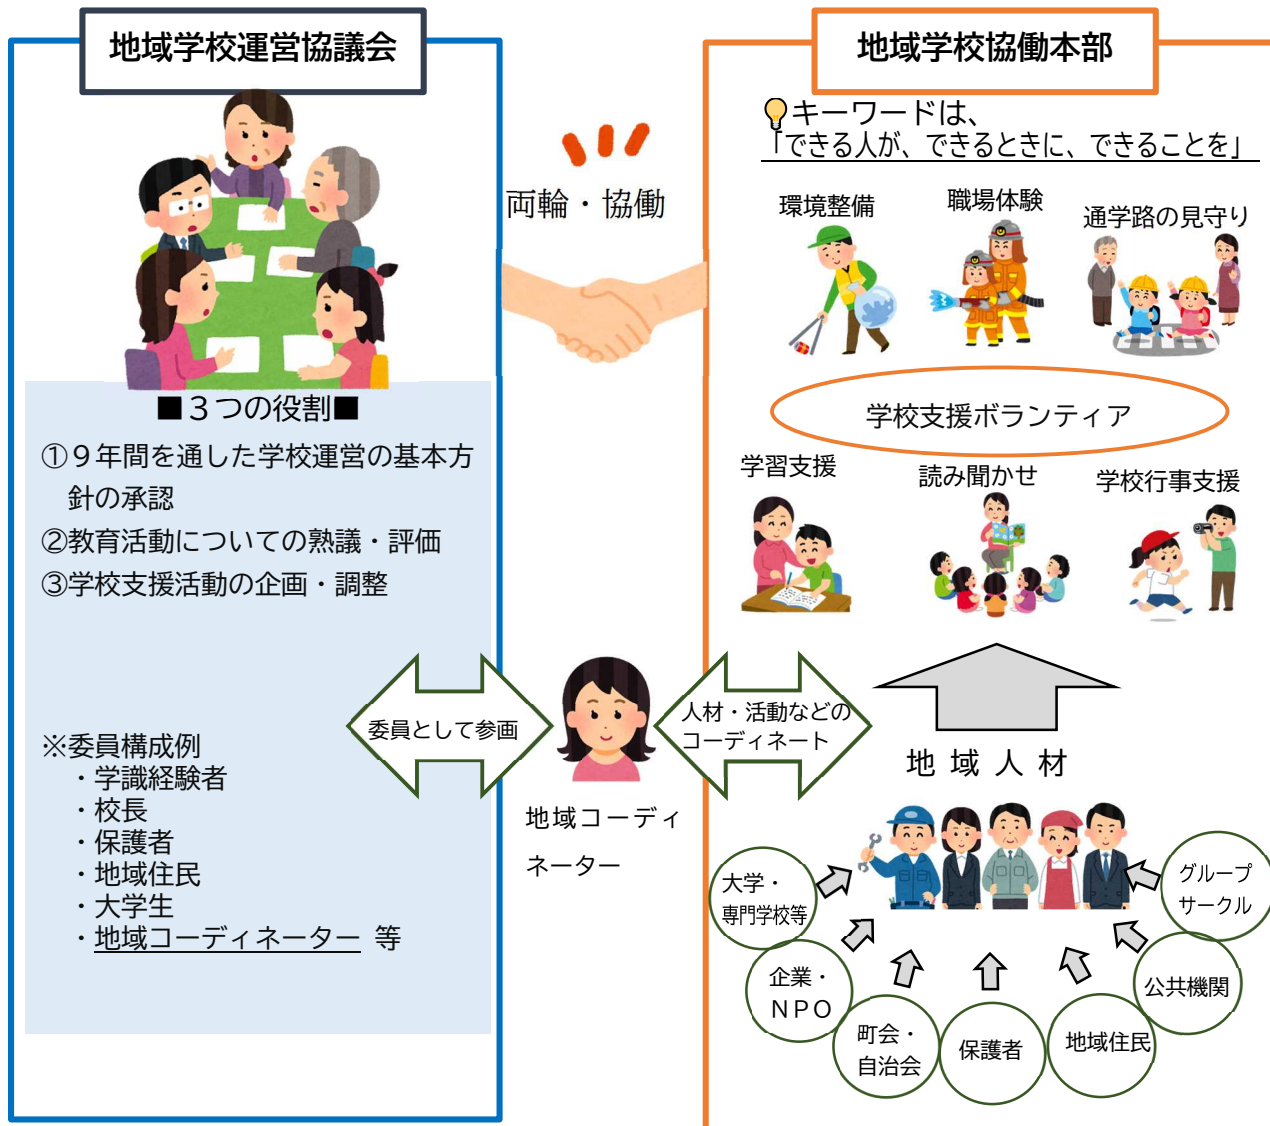 地域学校運営協議会
■３つの役割■
①９年間を通した学校運営の基本方
針の承認
②教育活動についての熟議・評価
③学校支援活動の企画・調整
※委員構成例
・学識経験者
・校長
・保護者
・地域住民
・大学生
・地域コーディネーター 等
両輪・協働
委員として参画
地域コーディ
ネーター
人材・活動などの
コーディネート
地域学校協働本部
キーワードは、
「できる人が、できるときに、できることを」
環境整備
職場体験
通学路の見守り
学校支援ボランティア
学習支援
読み聞かせ
学校行事支援
地域人材
大学・
専門学校等
企業・
ＮＰＯ
町会・
自治会
保護者
地域住民
公共機関
グループ
サークル